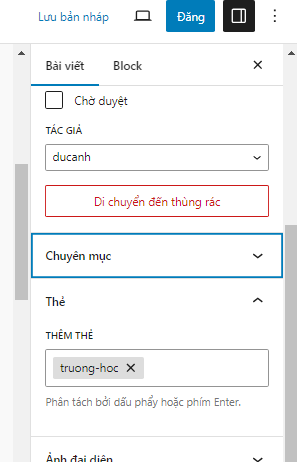 Lưu bản nháp
Đăng
Bài viết
Block
Chờ duyệt
TÁC GIẢ
ducanh
Di chuyển đến thùng rác
Chuyên mục
Thẻ
THÊM THẺ
truong-hoc
Phân tách bởi dấu phẩy hoặc phím Enter.
Ảnh đại diện